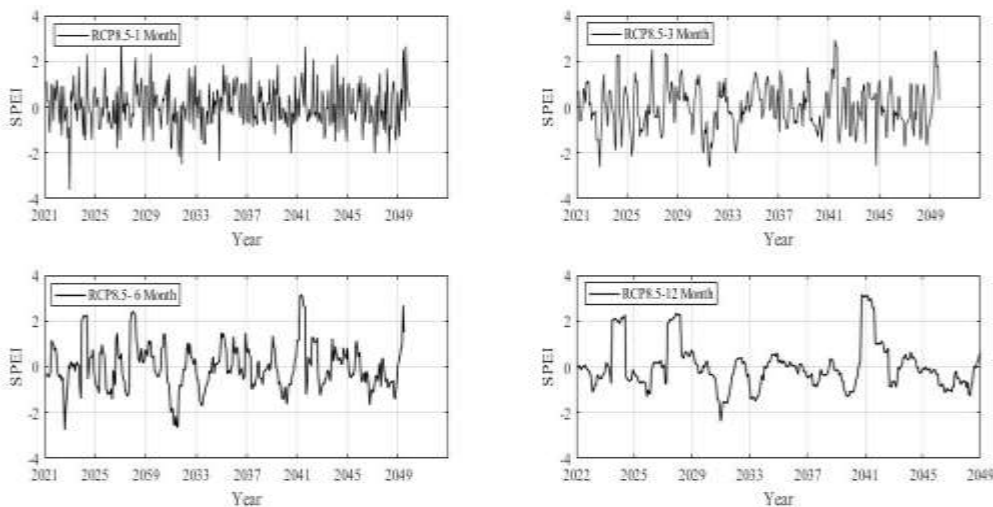 RCP8.5-1 Month
4
2
0
-2
-4
SPEI
2021 2025 2029 2033 2037 2041 2045 2049
Year
RCP8.5-3 Month
4
2
0
-2
-4
SPEI
2021 2025 2029 2033 2037 2041 2045 2049
Year
RCP8.5- 6 Month
4
2
0
-2
-4
SPEI
2021 2025 2059 2033 2037 2041 2045 2049
Year
RCP8.5-12 Month
4
2
0
-2
-4
SPEI
2022 2025 2029 2033 2037 2041 2045 2049
Year